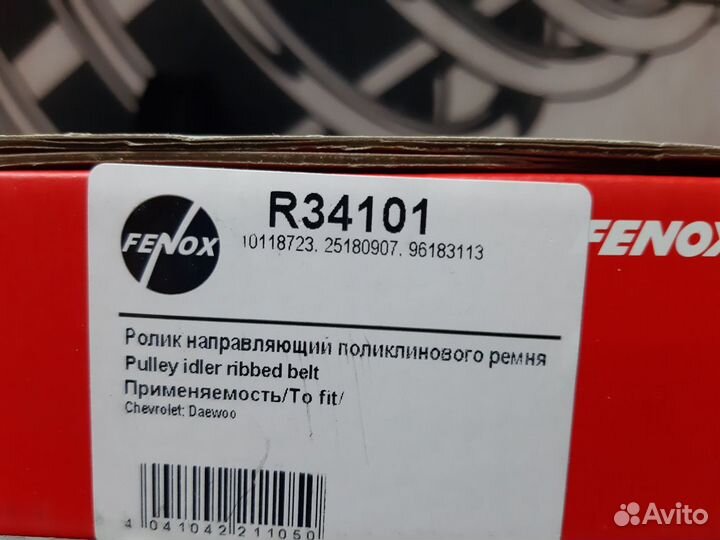 R34101
FENOX
10118723, 25180907, 96183113
FENOX
Ролик направляющий поликлинового ремня
Pulley idler ribbed belt
Применяемость/To fit/
Chevrolet; Daewoo
4 041042 211050
Avito